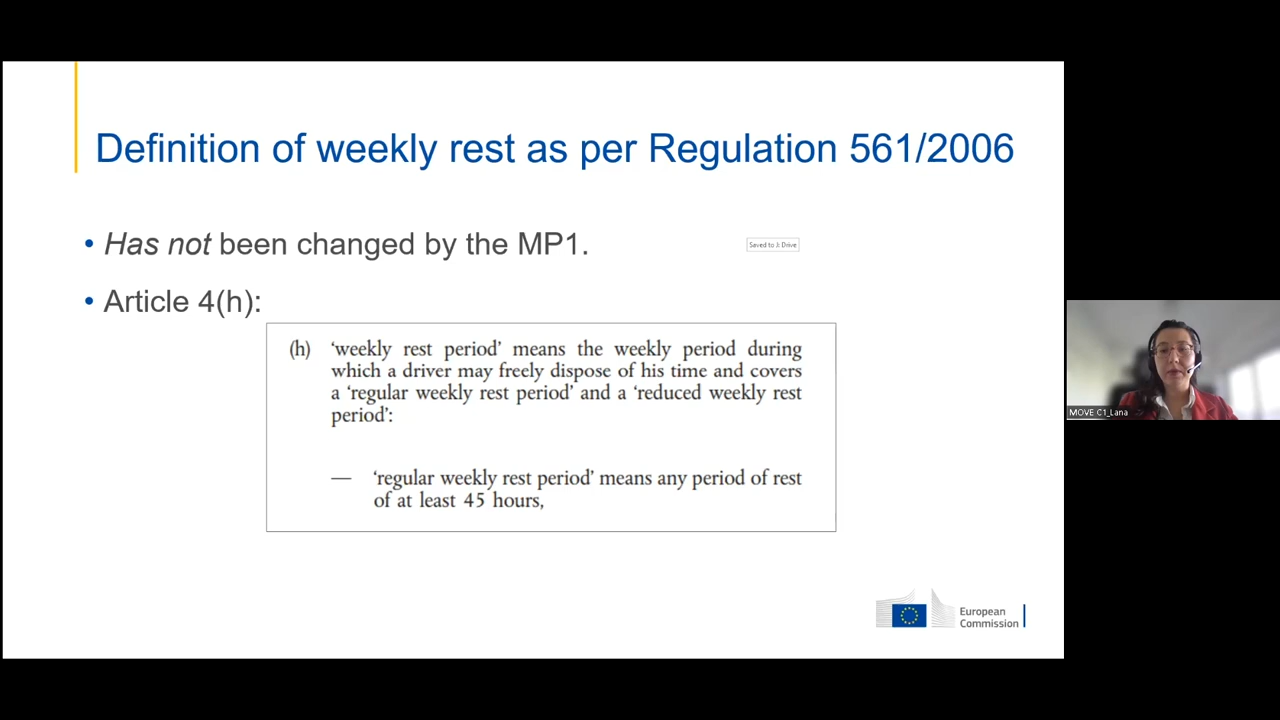 Definition of weekly rest as per Regulation 561/2006
• Has not been changed by the MP1.
Saved to J: Drive
• Article 4(h):
(h) ‘weekly rest period’ means the weekly period during
which a driver may freely dispose of his time and covers
a ‘regular weekly rest period’ and a ‘reduced weekly rest
period’:
— ‘regular weekly rest period’ means any period of rest
of at least 45 hours,
European
Commission
MOVE C1_Lana